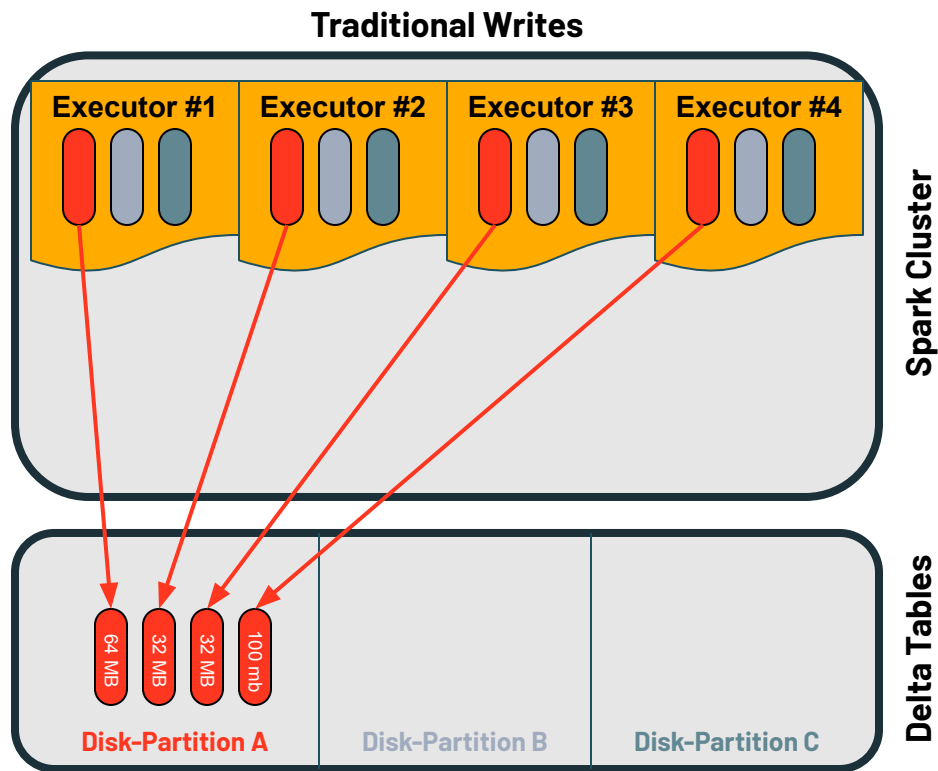 Traditional Writes
Executor #1
Executor #2
Executor #3
Executor #4
Spark Cluster
64 MB
32 MB
32 MB
100 mb
Disk-Partition A
Disk-Partition B
Disk-Partition C
Delta Tables